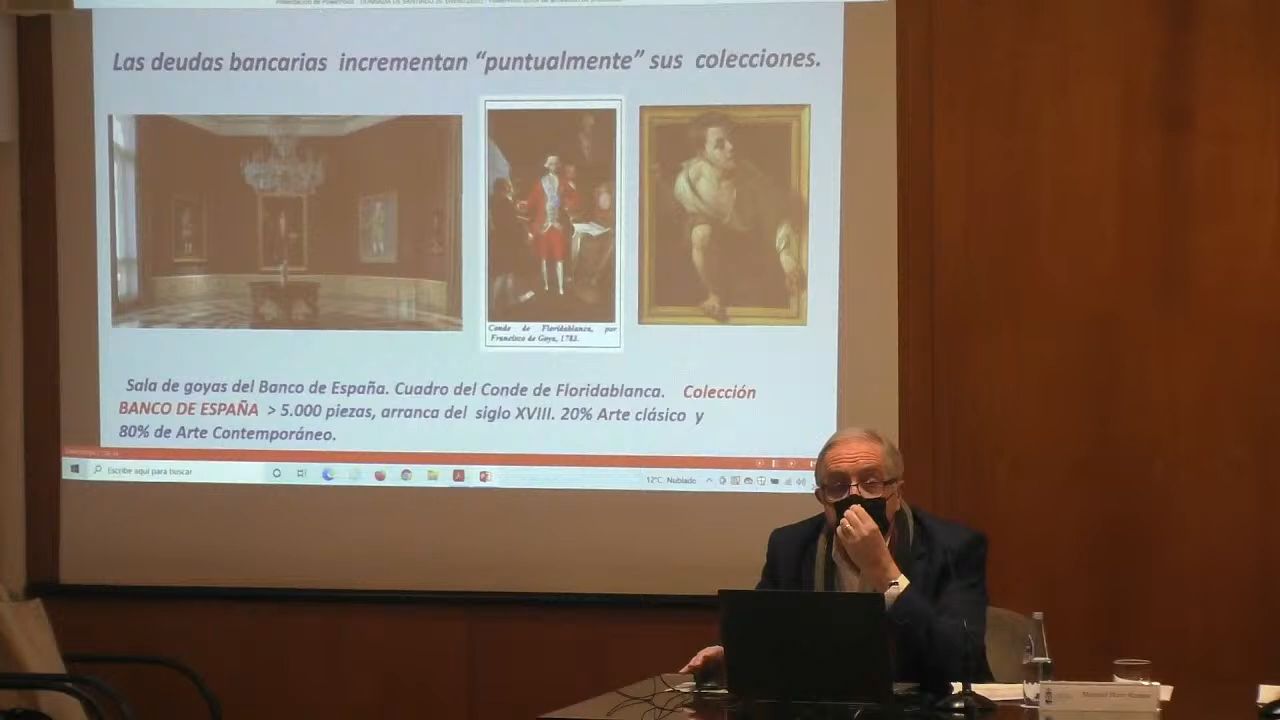 Las deudas bancarias incrementan “puntualmente” sus colecciones.
Conde de Floridablanca, por
Francisco de Goya, 1783.
Sala de goyas del Banco de España. Cuadro del Conde de Floridablanca. Colección
BANCO DE ESPAÑA > 5.000 piezas, arranca del siglo XVIII. 20% Arte clásico y
80% de Arte Contemporáneo.
Escribe aquí para buscar
12°C Nublado